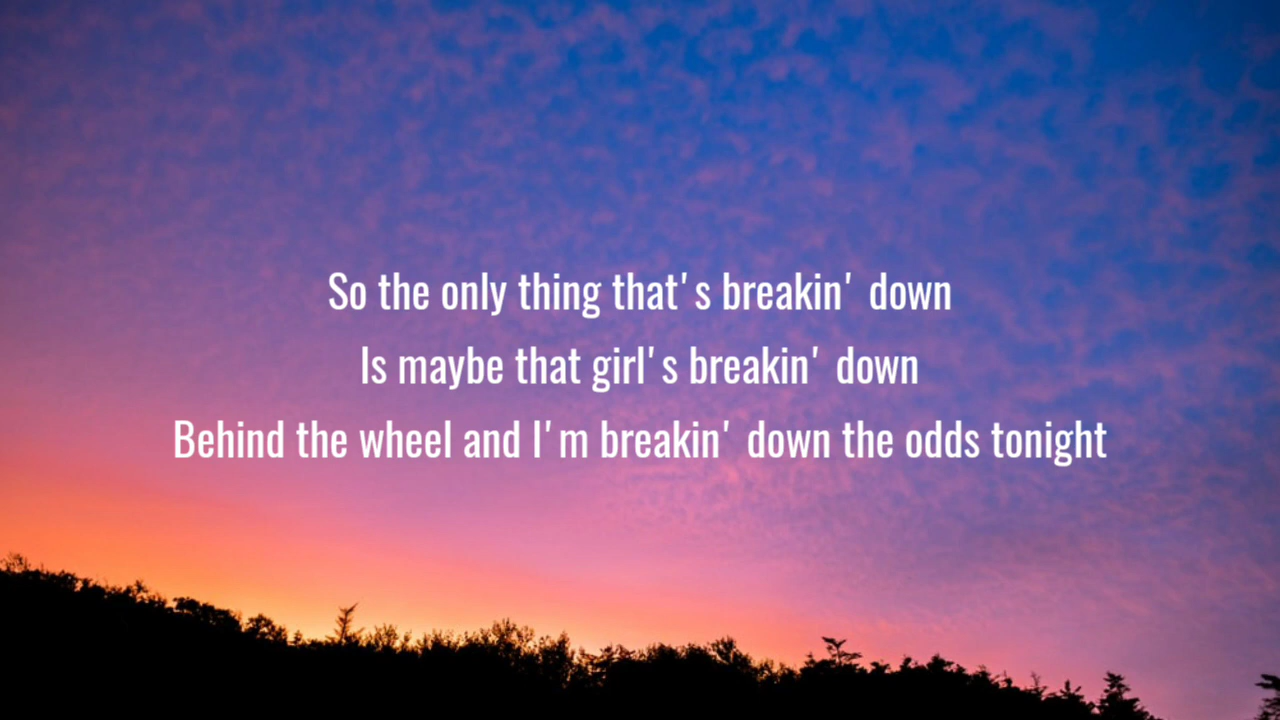 So the only thing that's breakin' down
Is maybe that girl's breakin' down
Behind the wheel and I'm breakin' down the odds tonight